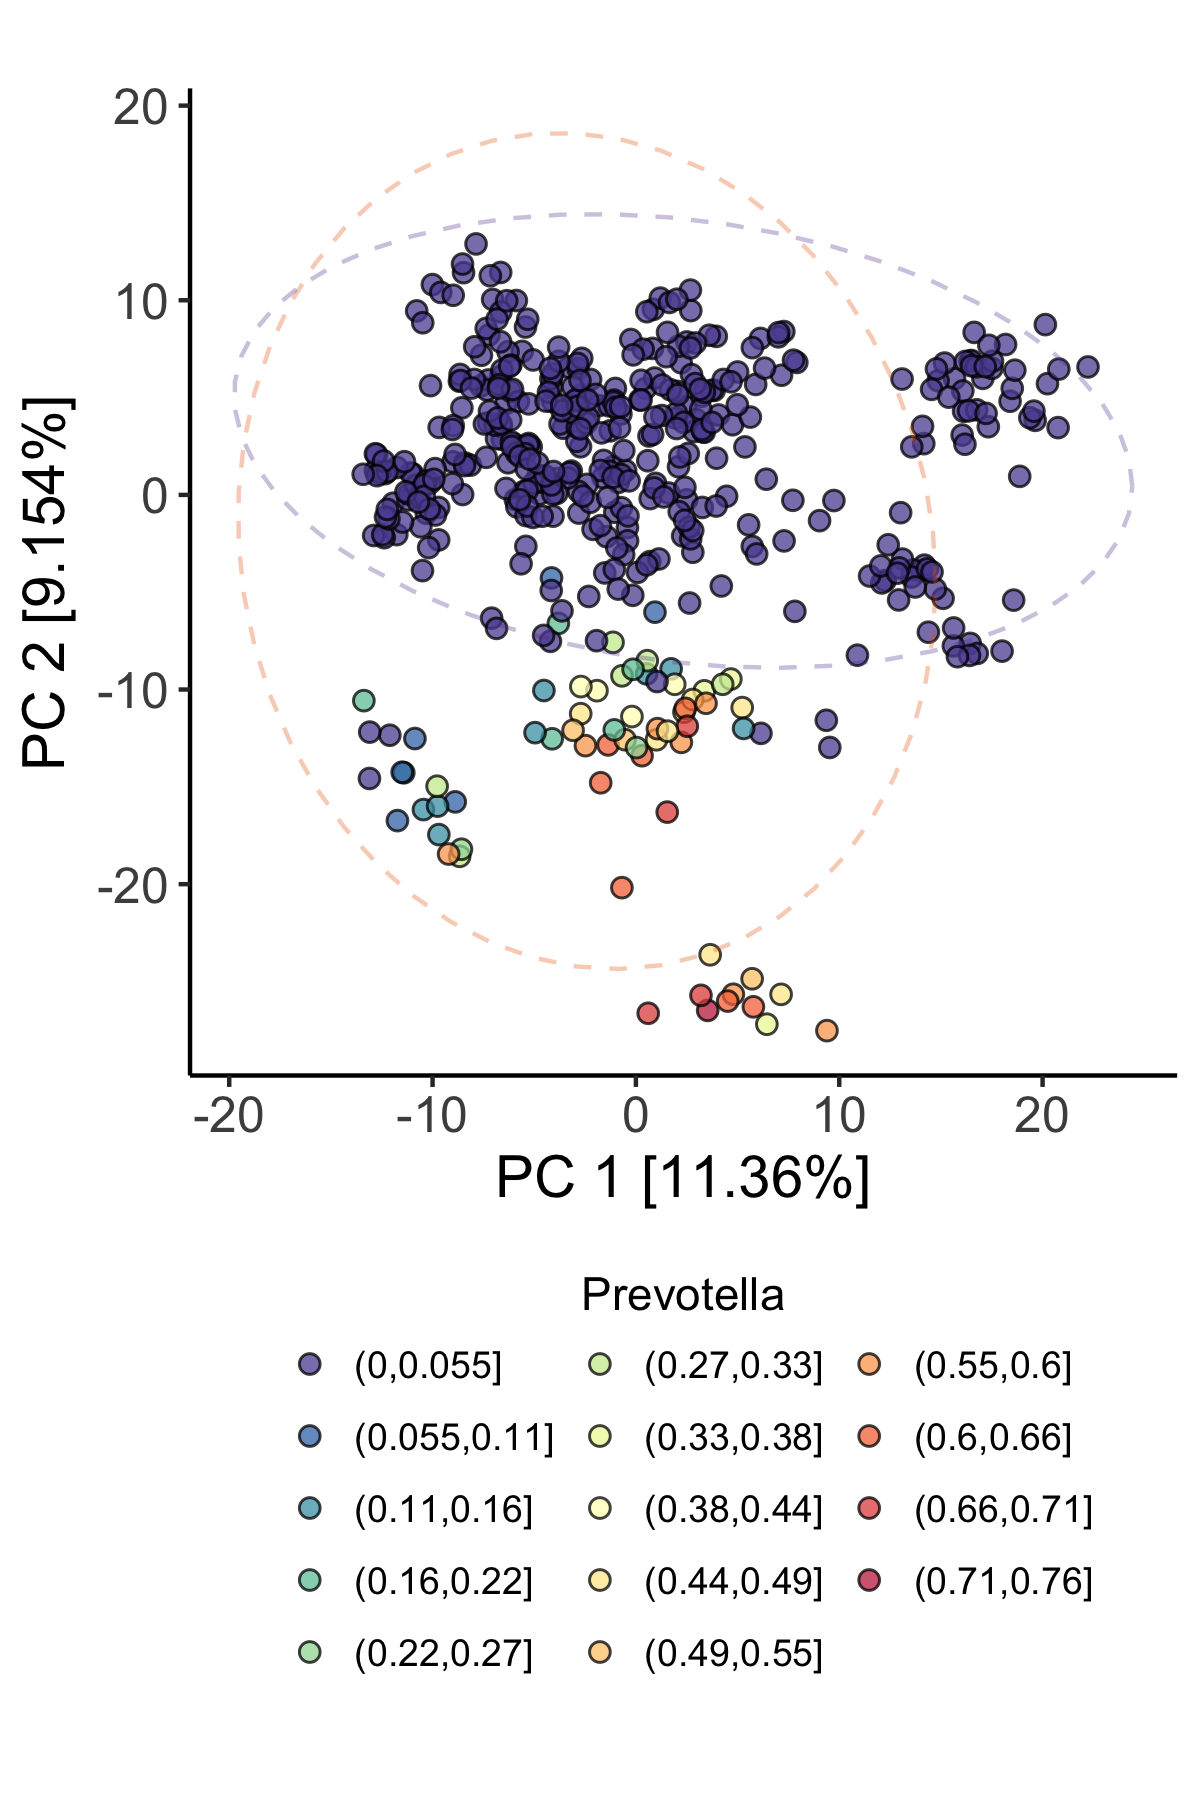 20
10
0
-10
-20
PC 2 [9.154%]
-20 -10 0 10 20
PC 1 [11.36%]
Prevotella
(0,0.055] (0.27,0.33] (0.55,0.6]
(0.055,0.11] (0.33,0.38] (0.6,0.66]
(0.11,0.16] (0.38,0.44] (0.66,0.71]
(0.16,0.22] (0.44,0.49] (0.71,0.76]
(0.22,0.27] (0.49,0.55]